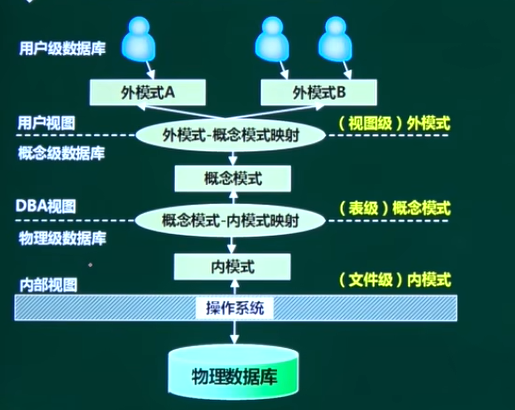 用户级数据库
外模式A
外模式B
用户视图
外模式-概念模式映射
（视图级）外模式
概念级数据库
概念模式
DBA视图
概念模式-内模式映射
（表级）概念模式
物理级数据库
内模式
内部视图
（文件级）内模式
操作系统
物理数据库